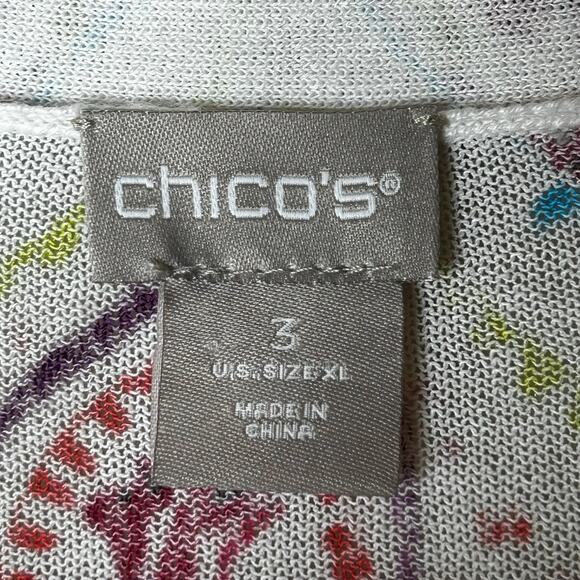 chico's®
3
U.S. SIZE XL
MADE IN
CHINA